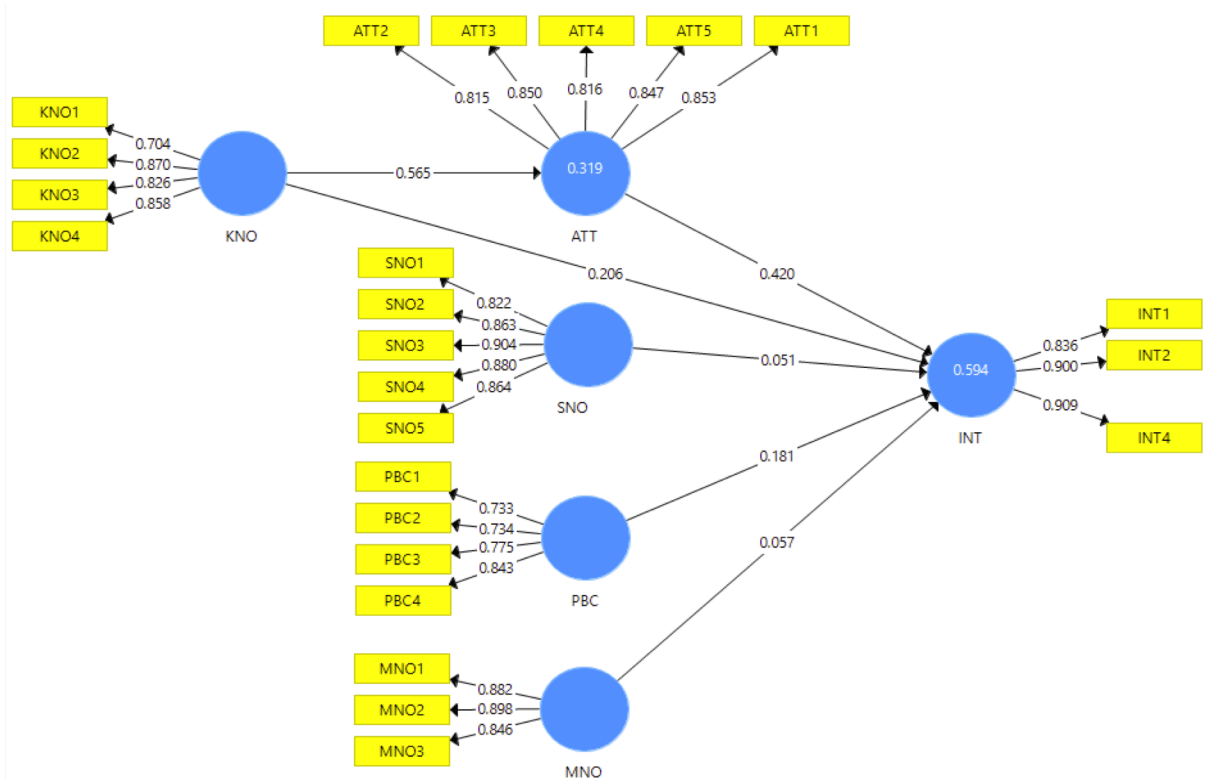 ATT2 ATT3 ATT4 ATT5 ATT1
0.815 0.850 0.816 0.847 0.853
KNO1
KNO2
KNO3
KNO4
0.704
0.870
0.826
0.858
KNO
0.565
0.319
ATT
0.206
0.420
SNO1
SNO2
SNO3
SNO4
SNO5
0.822
0.863
0.904
0.880
0.864
SNO
0.051
0.594
INT
0.836
0.900
0.909
INT1
INT2
INT4
PBC1
PBC2
PBC3
PBC4
0.733
0.734
0.775
0.843
PBC
0.181
0.057
MNO1
MNO2
MNO3
0.882
0.898
0.846
MNO